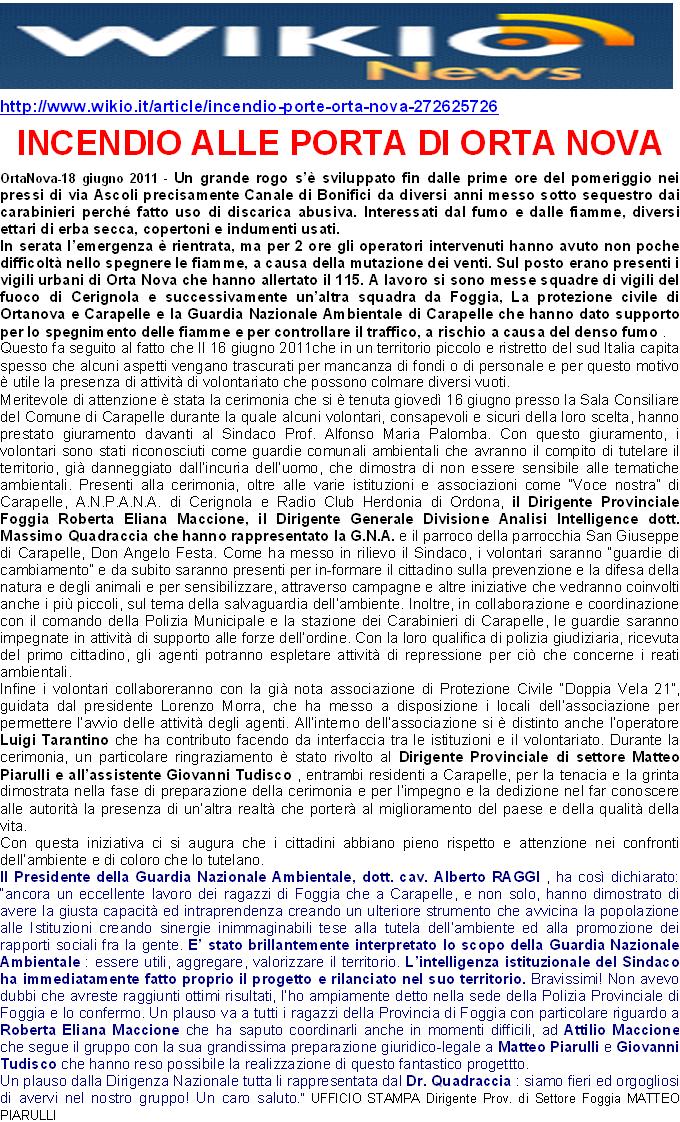 WIKIO
News
http://www.wikio.it/article/incendio-porte-orta-nova-272625726
INCENDIO ALLE PORTA DI ORTA NOVA
OrtaNova-18 giugno 2011 - Un grande rogo s'è sviluppato fin dalle prime ore del pomeriggio nei
pressi di via Ascoli precisamente Canale di Bonifici da diversi anni messo sotto sequestro dai
carabinieri perché fatto uso di discarica abusiva. Interessati dal fumo e dalle fiamme, diversi
ettari di erba secca, copertoni e indumenti usati.
In serata l'emergenza è rientrata, ma per 2 ore gli operatori intervenuti hanno avuto non poche
difficoltà nello spegnere le fiamme, a causa della mutazione dei venti. Sul posto erano presenti i
vigili urbani di Orta Nova che hanno allertato il 115. A lavoro si sono messe squadre di vigili del
fuoco di Cerignola e successivamente un'altra squadra da Foggia, La protezione civile di
Ortanova e Carapelle e la Guardia Nazionale Ambientale di Carapelle che hanno dato supporto
per lo spegnimento delle fiamme e per controllare il traffico, a rischio a causa del denso fumo .
Questo fa seguito al fatto che Il 16 giugno 2011che in un territorio piccolo e ristretto del sud Italia capita
spesso che alcuni aspetti vengano trascurati per mancanza di fondi o di personale e per questo motivo
è utile la presenza di attività di volontariato che possono colmare diversi vuoti.
Meritevole di attenzione è stata la cerimonia che si è tenuta giovedì 16 giugno presso la Sala Consiliare
del Comune di Carapelle durante la quale alcuni volontari, consapevoli e sicuri della loro scelta, hanno
prestato giuramento davanti al Sindaco Prof. Alfonso Maria Palomba. Con questo giuramento, i
volontari sono stati riconosciuti come guardie comunali ambientali che avranno il compito di tutelare il
territorio, già danneggiato dall'incuria dell'uomo, che dimostra di non essere sensibile alle tematiche
ambientali. Presenti alla cerimonia, oltre alle varie istituzioni e associazioni come "Voce nostra" di
Carapelle, A.N.P.A.N.A. di Cerignola e Radio Club Herdonia di Ordona, il Dirigente Provinciale
Foggia Roberta Eliana Maccione, il Dirigente Generale Divisione Analisi Intelligence dott.
Massimo Quadraccia che hanno rappresentato la G.N.A. e il parroco della parrocchia San Giuseppe
di Carapelle, Don Angelo Festa. Come ha messo in rilievo il Sindaco, i volontari saranno "guardie di
cambiamento" e da subito saranno presenti per in-formare il cittadino sulla prevenzione e la difesa della
natura e degli animali e per sensibilizzare, attraverso campagne e altre iniziative che vedranno coinvolti
anche i più piccoli, sul tema della salvaguardia dell'ambiente. Inoltre, in collaborazione e coordinazione
con il comando della Polizia Municipale e la stazione dei Carabinieri di Carapelle, le guardie saranno
impegnate in attività di supporto alle forze dell'ordine. Con la loro qualifica di polizia giudiziaria, ricevuta
del primo cittadino, gli agenti potranno espletare attività di repressione per ciò che concerne i reati
ambientali.
Infine i volontari collaboreranno con la già nota associazione di Protezione Civile "Doppia Vela 21",
guidata dal presidente Lorenzo Morra, che ha messo a disposizione i locali dell'associazione per
permettere l'avvio delle attività degli agenti. All'interno dell'associazione si è distinto anche l'operatore
Luigi Tarantino che ha contributo facendo da interfaccia tra le istituzioni e il volontariato. Durante la
cerimonia, un particolare ringraziamento è stato rivolto al Dirigente Provinciale di settore Matteo
Piarulli e all'assistente Giovanni Tudisco , entrambi residenti a Carapelle, per la tenacia e la grinta
dimostrata nella fase di preparazione della cerimonia e per l'impegno e la dedizione nel far conoscere
alle autorità la presenza di un'altra realtà che porterà al miglioramento del paese e della qualità della
vita.
Con questa iniziativa ci si augura che i cittadini abbiano pieno rispetto e attenzione nei confronti
dell'ambiente e di coloro che lo tutelano.
Il Presidente della Guardia Nazionale Ambientale, dott. cav. Alberto RAGGI , ha così dichiarato:
"ancora un eccellente lavoro dei ragazzi di Foggia che a Carapelle, e non solo, hanno dimostrato di
avere la giusta capacità ed intraprendenza creando un ulteriore strumento che avvicina la popolazione
alle Istituzioni creando sinergie inimmaginabili tese alla tutela dell'ambiente ed alla promozione dei
rapporti sociali fra la gente. E' stato brillantemente interpretato lo scopo della Guardia Nazionale
Ambientale : essere utili, aggregare, valorizzare il territorio. L'intelligenza istituzionale del Sindaco
ha immediatamente fatto proprio il progetto e rilanciato nel suo territorio. Bravissimi! Non avevo
dubbi che avreste raggiunti ottimi risultati, l'ho ampiamente detto nella sede della Polizia Provinciale di
Foggia e lo confermo. Un plauso va a tutti i ragazzi della Provincia di Foggia con particolare riguardo a
Roberta Eliana Maccione che ha saputo coordinarli anche in momenti difficili, ad Attilio Maccione
che segue il gruppo con la sua grandissima preparazione giuridico-legale a Matteo Piarulli e Giovanni
Tudisco che hanno reso possibile la realizzazione di questo fantastico progettto.
Un plauso dalla Dirigenza Nazionale tutta li rappresentata dal Dr. Quadraccia : siamo fieri ed orgogliosi
di avervi nel nostro gruppo! Un caro saluto." UFFICIO STAMPA Dirigente Prov. di Settore Foggia MATTEO
PIARULLI